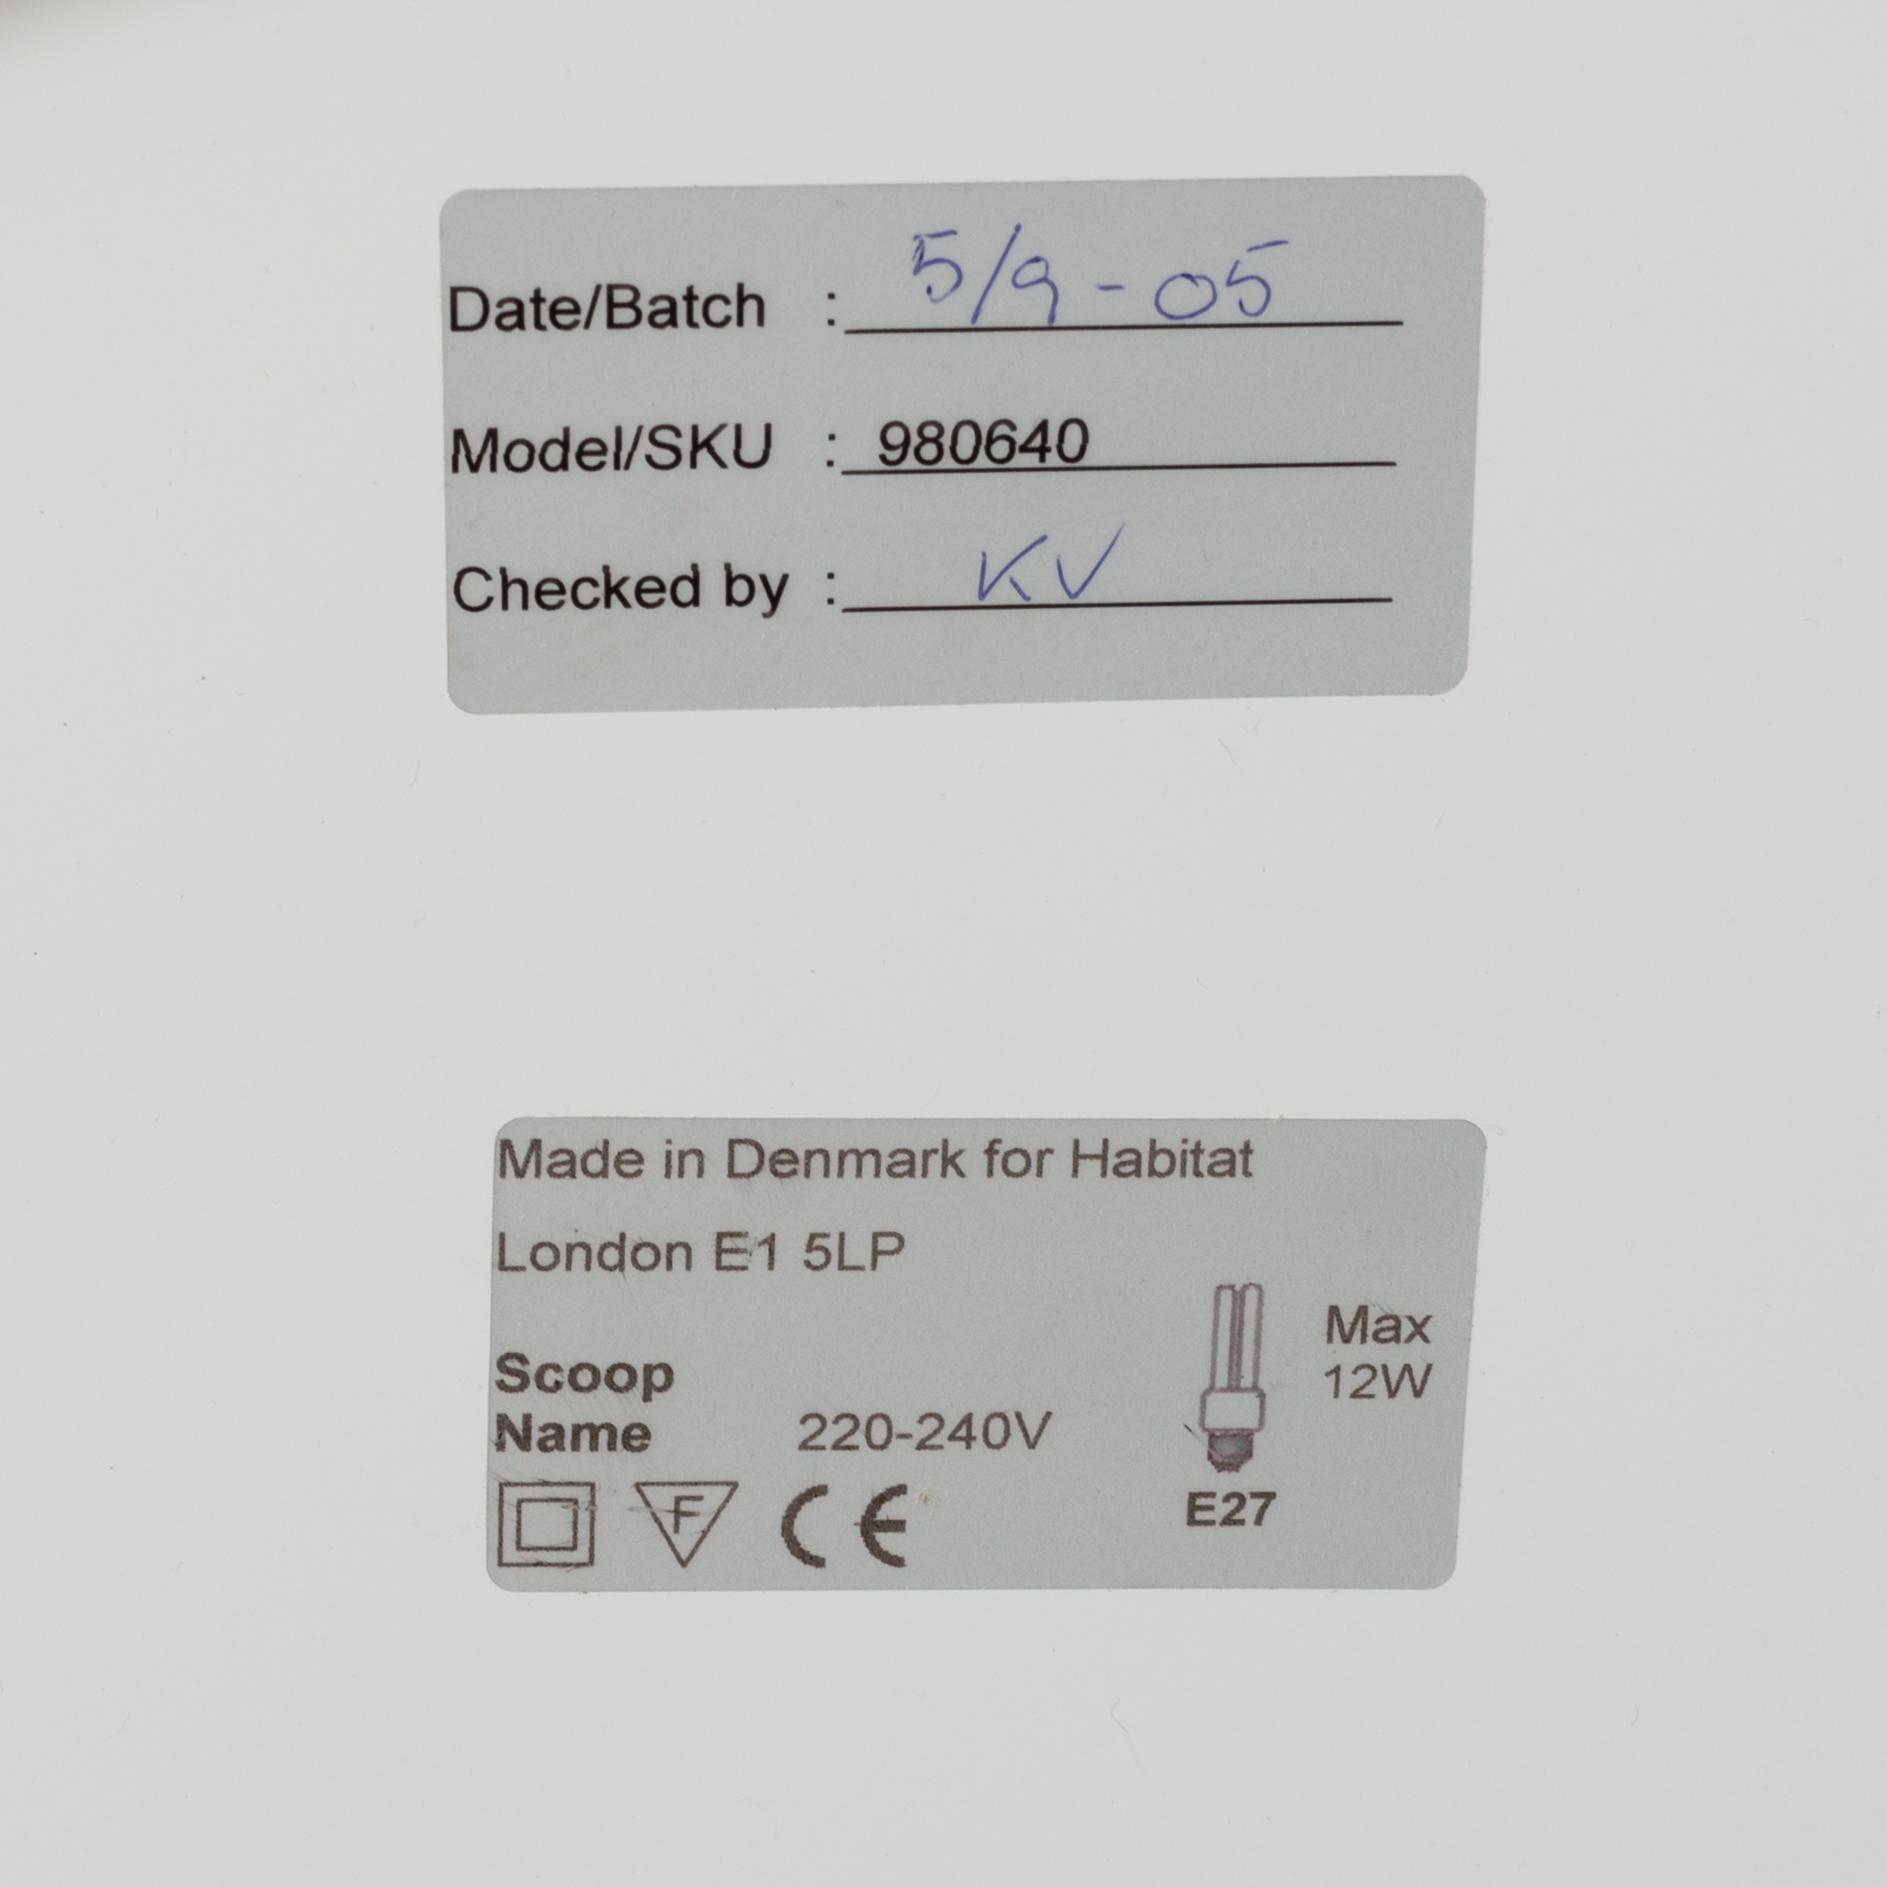 Date/Batch : 5/9-05
Model/SKU : 980640
Checked by : KV
Made in Denmark for Habitat
London E1 5LP
Scoop
Name 220-240V
Max
12W
F CE
E27